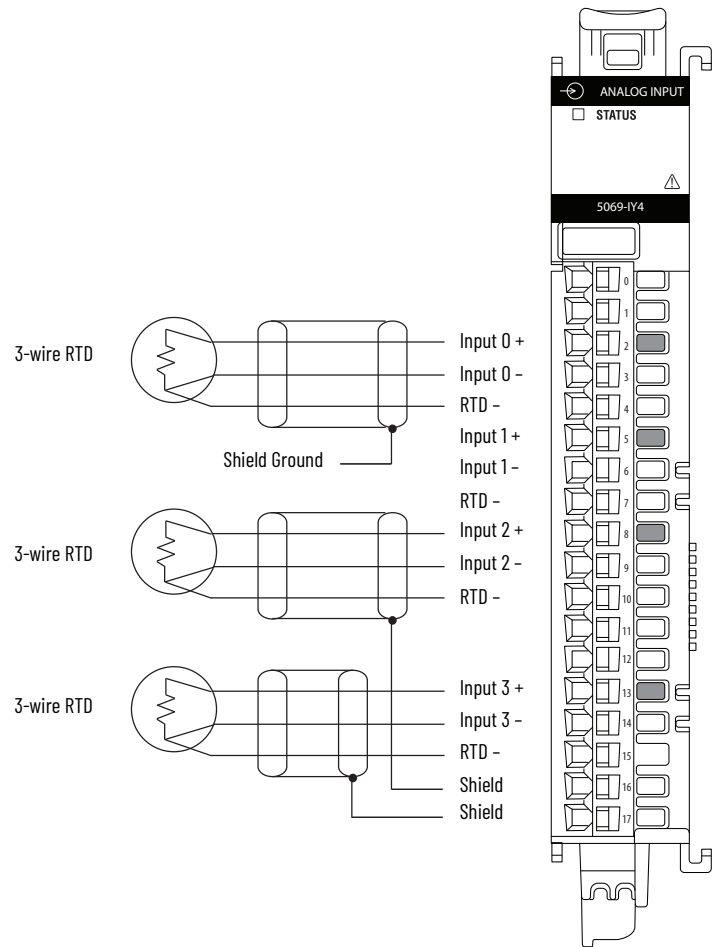 ANALOG INPUT
STATUS
5069-IY4
0
1
3-wire RTD
Input 0 +
2
Input 0 –
3
RTD –
4
Input 1 +
5
Shield Ground
Input 1 –
6
RTD –
7
Input 2 +
8
3-wire RTD
Input 2 –
9
RTD –
10
11
12
Input 3 +
13
3-wire RTD
Input 3 –
14
RTD –
15
Shield
16
Shield
17